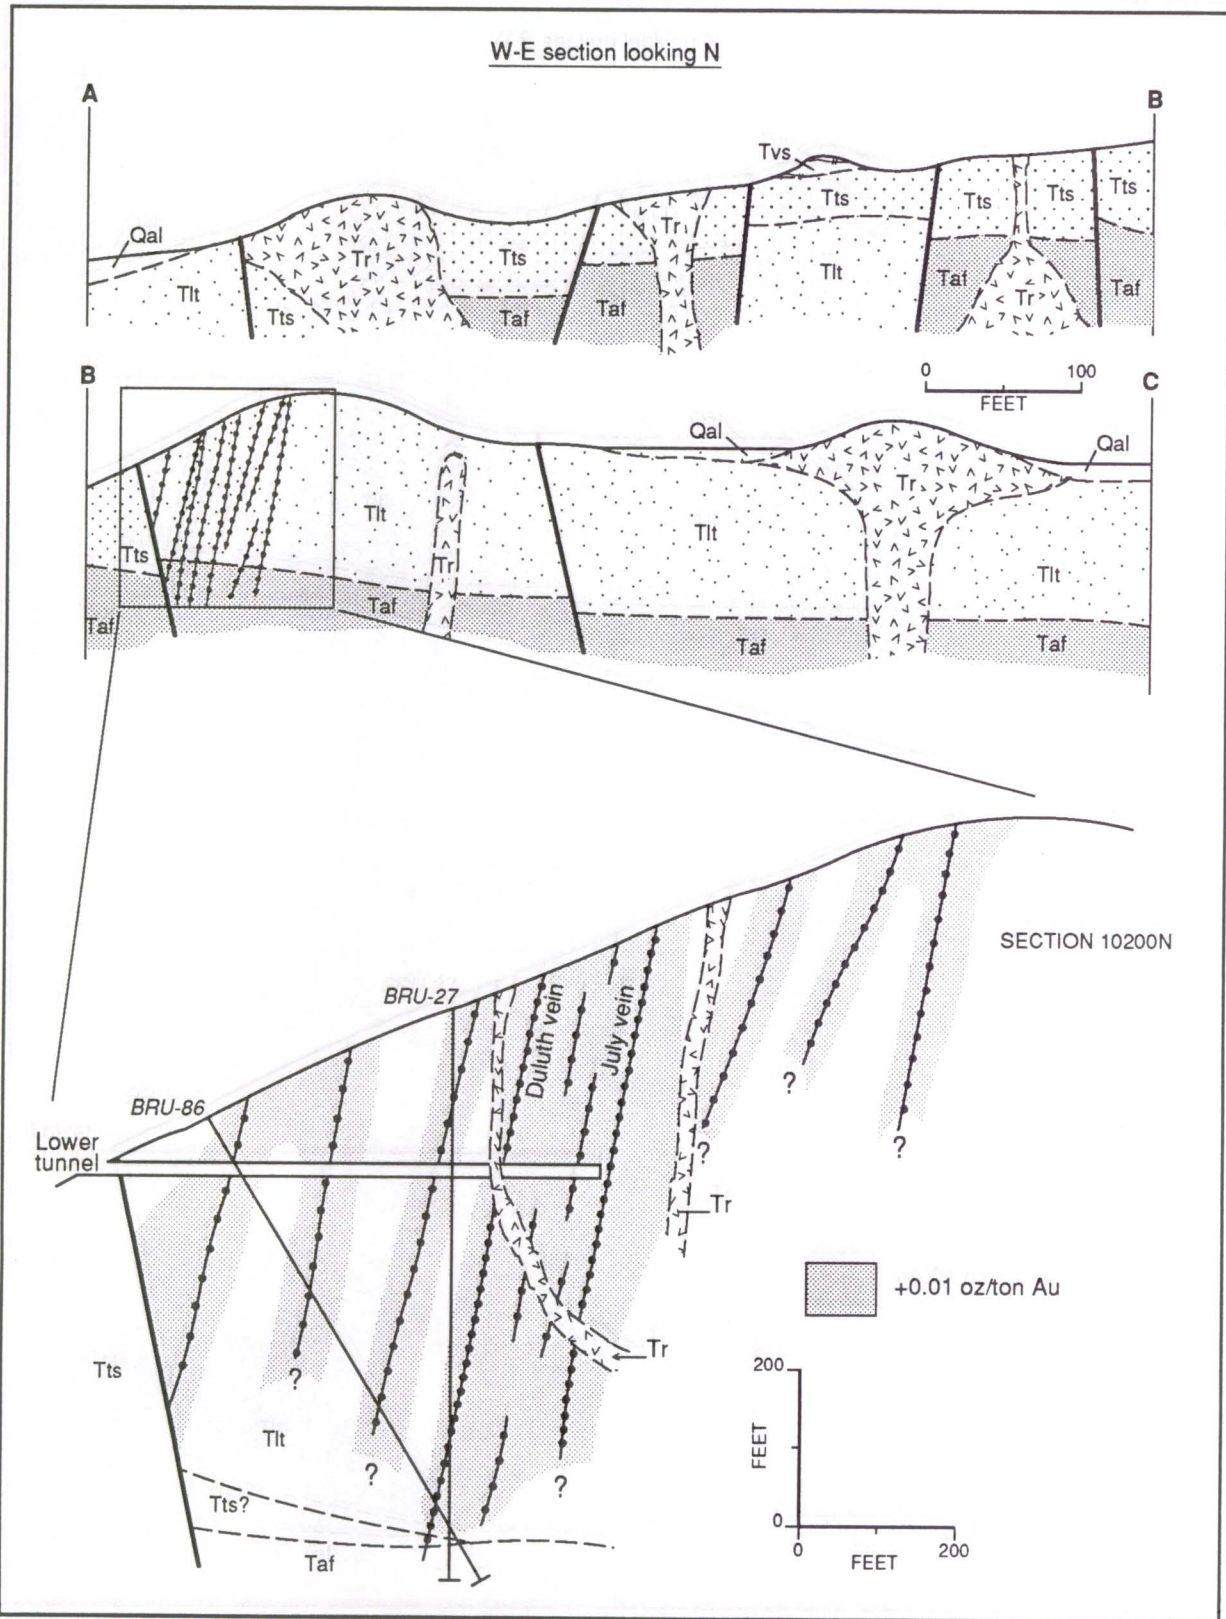 W-E section looking N
A
B
Tvs
Qal
Tlt
Tts
Tr
Tts
Taf
Taf
Tr
Tts
Tlt
Tts
Taf
Tr
Tts
Tts
Taf
0 100
FEET
B
C
Qal
Qal
Tts
Taf
Tlt
Tr
Taf
Tlt
Taf
Tr
Tlt
Taf
SECTION 10200N
BRU-27
Duluth vein
July vein
BRU-86
Lower
tunnel
?
?
?
Tr
+0.01 oz/ton Au
Tr
Tts
?
Tlt
?
?
Tts?
Taf
200
FEET
0
0 200
FEET